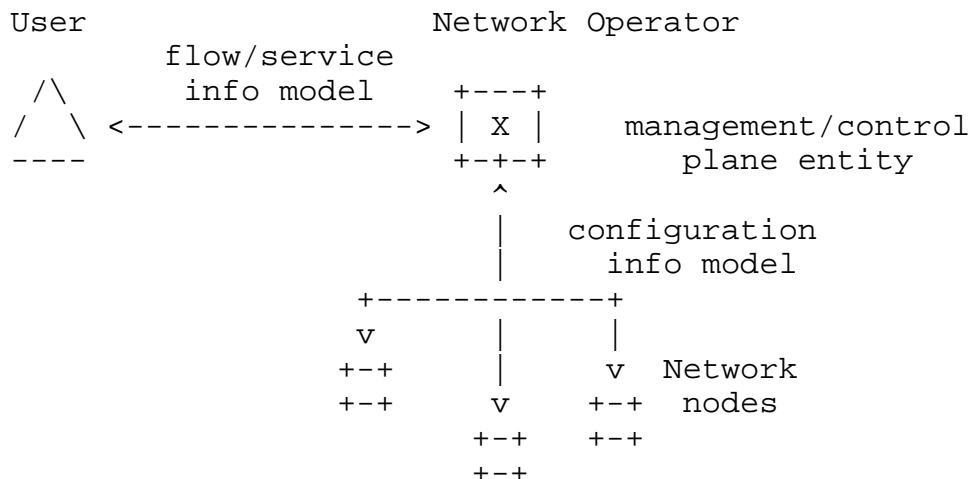 User                           Network Operator
          flow/service
  /\       info model      +---+
 /  \ <---------------> | X |     management/control
 ----                      +-+-+        plane entity
                             ^
                             |    configuration
                             |      info model
                      +------------+
                      v      |     |
                     +-+     |     v  Network
                     +-+     v    +-+  nodes
                            +-+   +-+
                            +-+